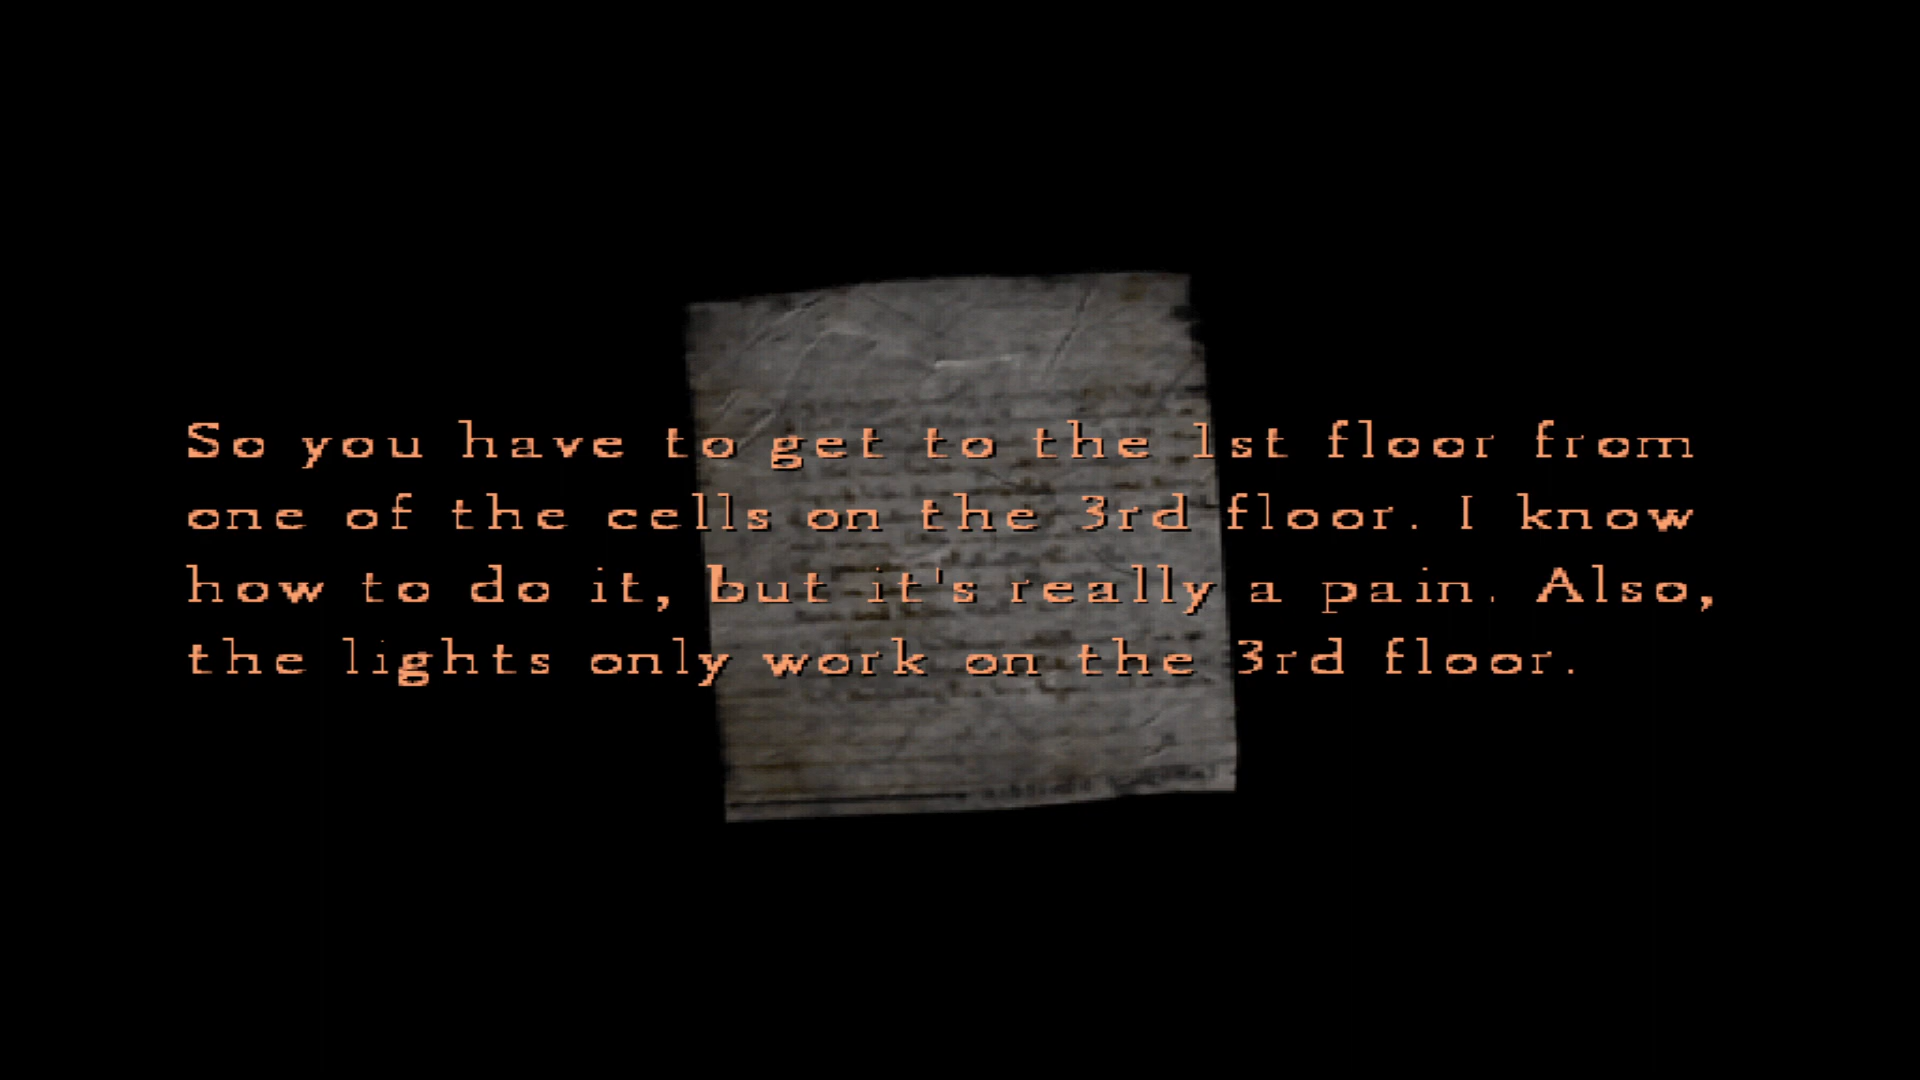 So you have to get to the 1st floor from
one of the cells on the 3rd floor. I know
how to do it, but it's really a pain. Also,
the lights only work on the 3rd floor.